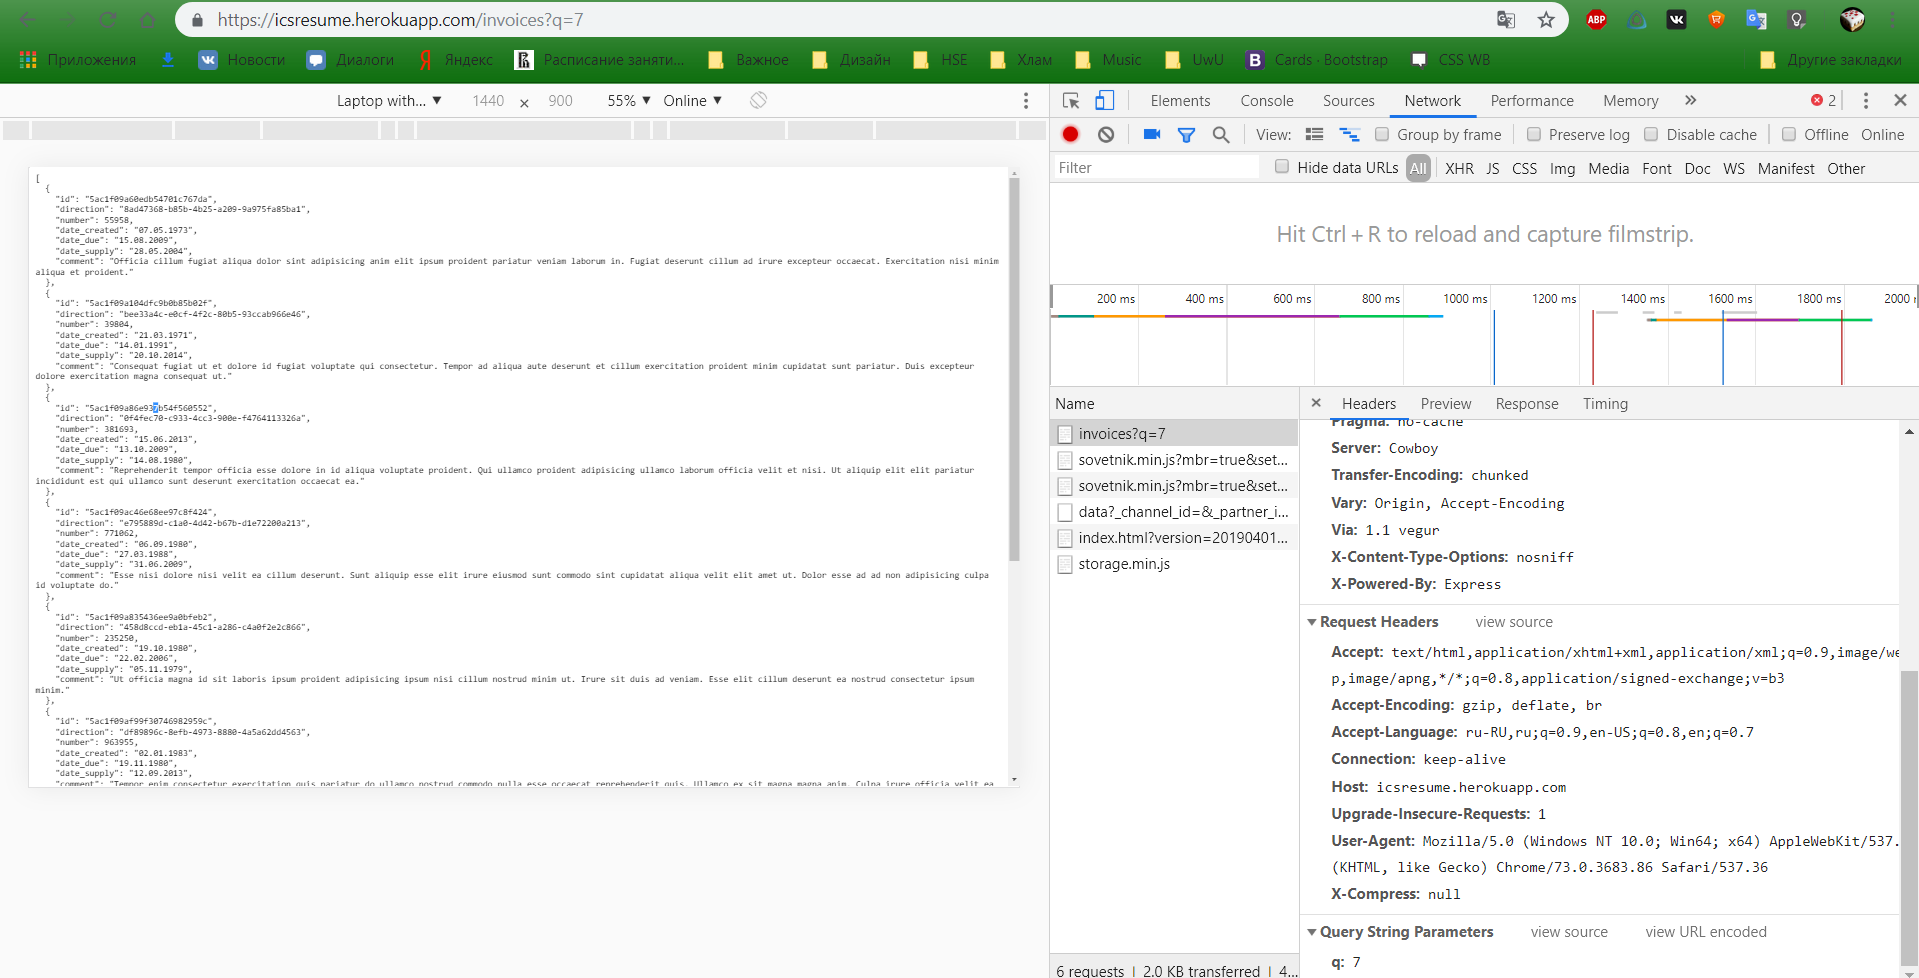 https://icsresume.herokuapp.com/invoices?q=7
ABP
Приложения
Новости
Диалоги
Яндекс
Расписание заняти...
Важное
Дизайн
HSE
Хлам
Music
UwU
Cards · Bootstrap
CSS WB
Другие закладки
Laptop with... ▼ 1440 × 900 55% ▼ Online ▼
[
{
"id": "5ac1f09a60edb54701c767da",
"direction": "8ad47368-b85b-4b25-a209-9a975fa85ba1",
"number": 55958,
"date_created": "07.05.1973",
"date_due": "15.08.2009",
"date_supply": "28.05.2004",
"comment": "Officia cillum fugiat aliqua dolor sint adipisicing anim elit ipsum proident pariatur veniam laborum in. Fugiat deserunt cillum ad irure excepteur occaecat. Exercitation nisi minim
aliqua et proident."
},
{
"id": "5ac1f09a104dfc9b0b85b02f",
"direction": "bee33a4c-e0cf-4f2c-80b5-93ccab966e46",
"number": 39804,
"date_created": "21.03.1971",
"date_due": "14.01.1991",
"date_supply": "20.10.2014",
"comment": "Consequat fugiat ut et dolore id fugiat voluptate qui consectetur. Tempor ad aliqua aute deserunt et cillum exercitation proident minim cupidatat sunt pariatur. Duis excepteur
dolore exercitation magna consequat ut."
},
{
"id": "5ac1f09a86e937b54f560552",
"direction": "0f4fec70-c933-4cc3-900e-f4764113326a",
"number": 381693,
"date_created": "15.06.2013",
"date_due": "13.10.2009",
"date_supply": "14.08.1980",
"comment": "Reprehenderit tempor officia esse dolore in id aliqua voluptate proident. Qui ullamco proident adipisicing ullamco laborum officia velit et nisi. Ut aliquip elit elit pariatur
incididunt est qui ullamco sunt deserunt exercitation occaecat ea."
},
{
"id": "5ac1f09ac46e68ee97c8f424",
"direction": "e795889d-c1a0-4d42-b67b-d1e72200a213",
"number": 771062,
"date_created": "06.09.1980",
"date_due": "27.03.1988",
"date_supply": "31.06.2009",
"comment": "Esse nisi dolore nisi velit ea cillum deserunt. Sunt aliquip esse elit irure eiusmod sunt commodo sint cupidatat aliqua velit elit amet ut. Dolor esse ad ad non adipisicing culpa
id voluptate do."
},
{
"id": "5ac1f09a835436ee9a0bfeb2",
"direction": "458d8ccd-eb1a-45c1-a286-c4a0f2e2c866",
"number": 235250,
"date_created": "19.10.1980",
"date_due": "22.02.2006",
"date_supply": "05.11.1979",
"comment": "Ut officia magna id sit laboris ipsum proident adipisicing ipsum nisi cillum nostrud minim ut. Irure sit duis ad veniam. Esse elit cillum deserunt ea nostrud consectetur ipsum
minim."
},
{
"id": "5ac1f09af99f30746982959c",
"direction": "df89896c-8efb-4973-8880-4a5a62dd4563",
"number": 963955,
"date_created": "02.01.1983",
"date_due": "19.11.1980",
"date_supply": "12.09.2013",
"comment": "Tempor enim consectetur exercitation quis pariatur do ullamco nostrud commodo nulla esse occaecat reprehenderit quis. Ullamco ex sit magna magna anim. Culpa irure officia velit ea
Elements Console Sources Network Performance Memory » 2
View: Group by frame Preserve log Disable cache Offline Online
Filter Hide data URLs All XHR JS CSS Img Media Font Doc WS Manifest Other
Hit Ctrl + R to reload and capture filmstrip.
200 ms 400 ms 600 ms 800 ms 1000 ms 1200 ms 1400 ms 1600 ms 1800 ms 2000
Name
invoices?q=7
sovetnik.min.js?mbr=true&set...
sovetnik.min.js?mbr=true&set...
data?_channel_id=&_partner_i...
index.html?version=20190401...
storage.min.js
6 requests | 2.0 KB transferred | 4...
× Headers Preview Response Timing
Pragma: no-cache
Server: Cowboy
Transfer-Encoding: chunked
Vary: Origin, Accept-Encoding
Via: 1.1 vegur
X-Content-Type-Options: nosniff
X-Powered-By: Express
▼ Request Headers view source
Accept: text/html,application/xhtml+xml,application/xml;q=0.9,image/we
p,image/apng,*/*;q=0.8,application/signed-exchange;v=b3
Accept-Encoding: gzip, deflate, br
Accept-Language: ru-RU,ru;q=0.9,en-US;q=0.8,en;q=0.7
Connection: keep-alive
Host: icsresume.herokuapp.com
Upgrade-Insecure-Requests: 1
User-Agent: Mozilla/5.0 (Windows NT 10.0; Win64; x64) AppleWebKit/537.
(KHTML, like Gecko) Chrome/73.0.3683.86 Safari/537.36
X-Compress: null
▼ Query String Parameters view source view URL encoded
q: 7